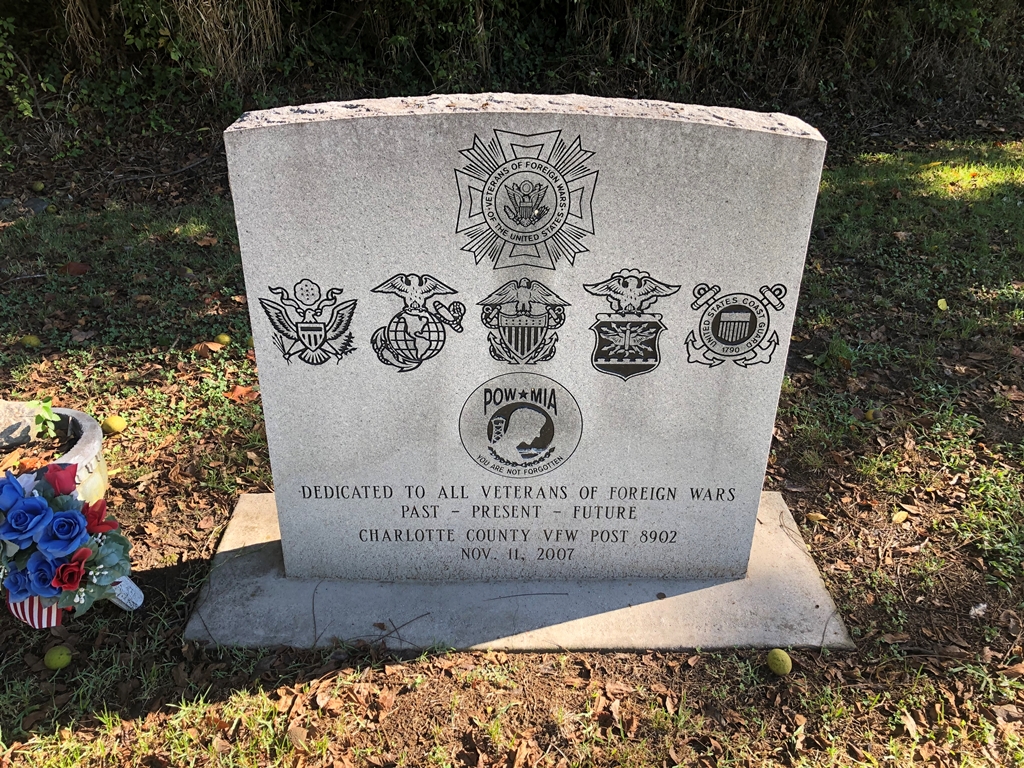 VETERANS OF FOREIGN WARS
OF THE UNITED STATES
UNITED STATES COAST GUARD
1790
POW★MIA
YOU ARE NOT FORGOTTEN
DEDICATED TO ALL VETERANS OF FOREIGN WARS
PAST - PRESENT - FUTURE
CHARLOTTE COUNTY VFW POST 8902
NOV. 11, 2007